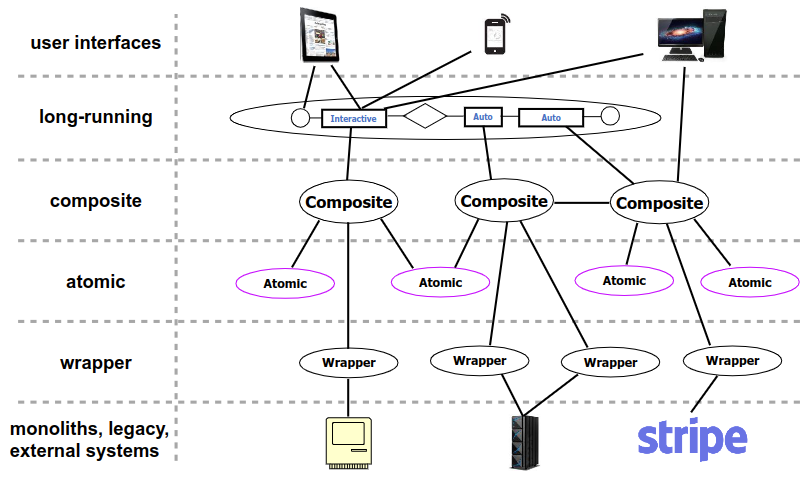 user interfaces
long-running
Interactive
Auto
Auto
composite
Composite
Composite
Composite
atomic
Atomic
Atomic
Atomic
Atomic
wrapper
Wrapper
Wrapper
Wrapper
Wrapper
monoliths, legacy,
external systems
stripe